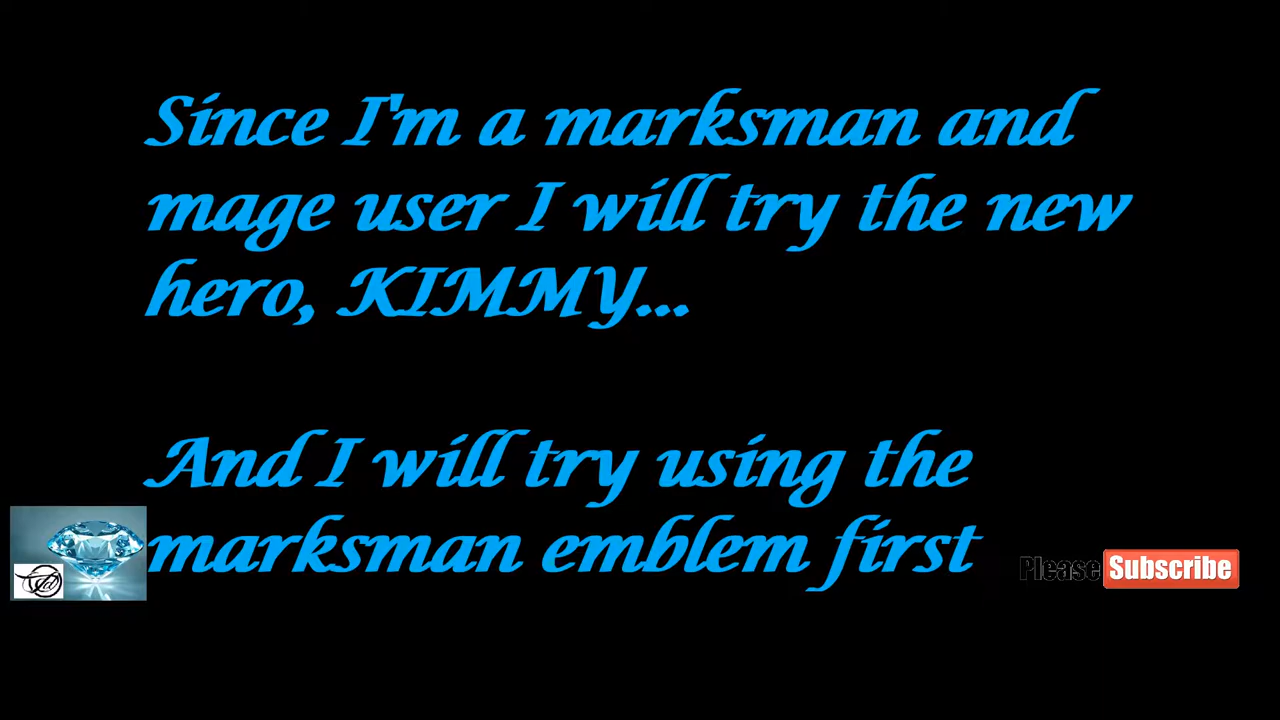 Since I'm a marksman and
mage user I will try the new
hero, KIMMY...
And I will try using the
marksman emblem first
Please Subscribe